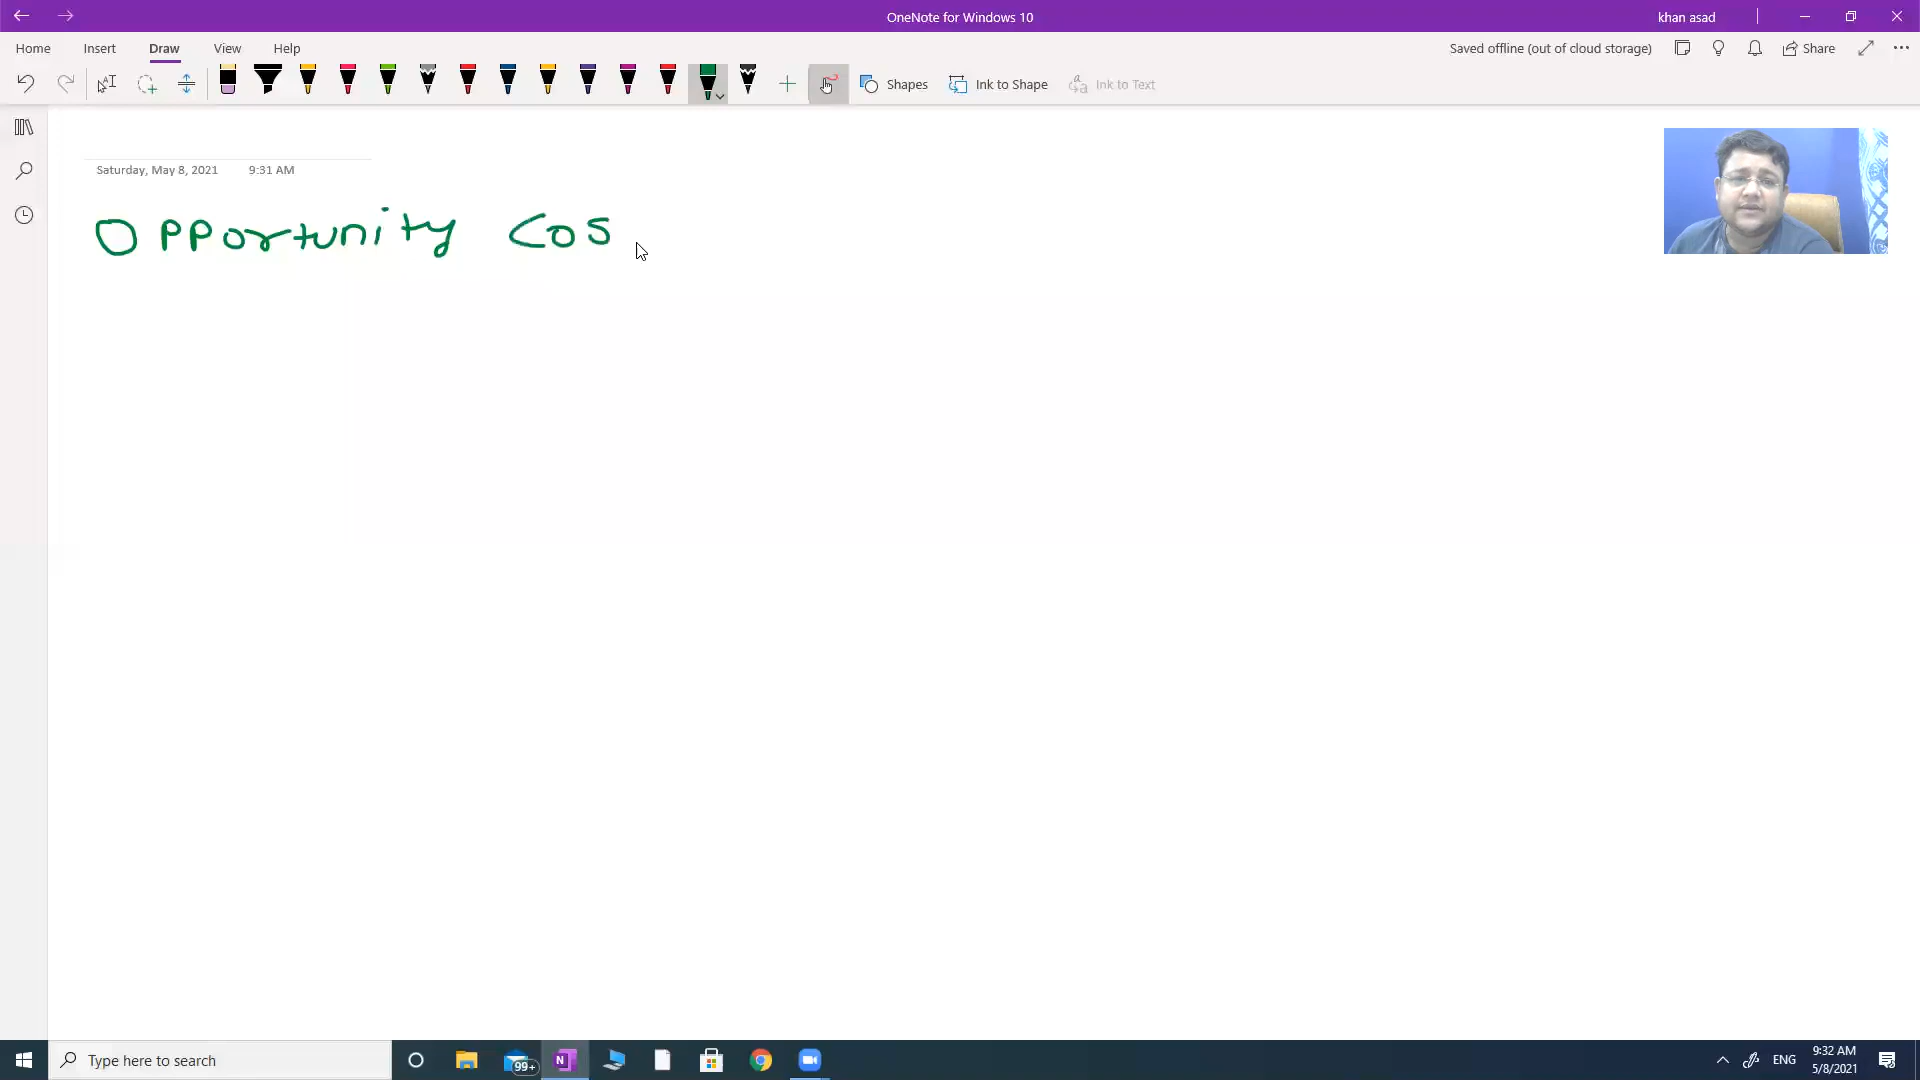 OneNote for Windows 10
khan asad
Home Insert Draw View Help
Saved offline (out of cloud storage)
Share
Shapes
Ink to Shape
Ink to Text
Saturday, May 8, 2021 9:31 AM
Opportunity Cos
Type here to search
99+
N
ENG
9:32 AM
5/8/2021